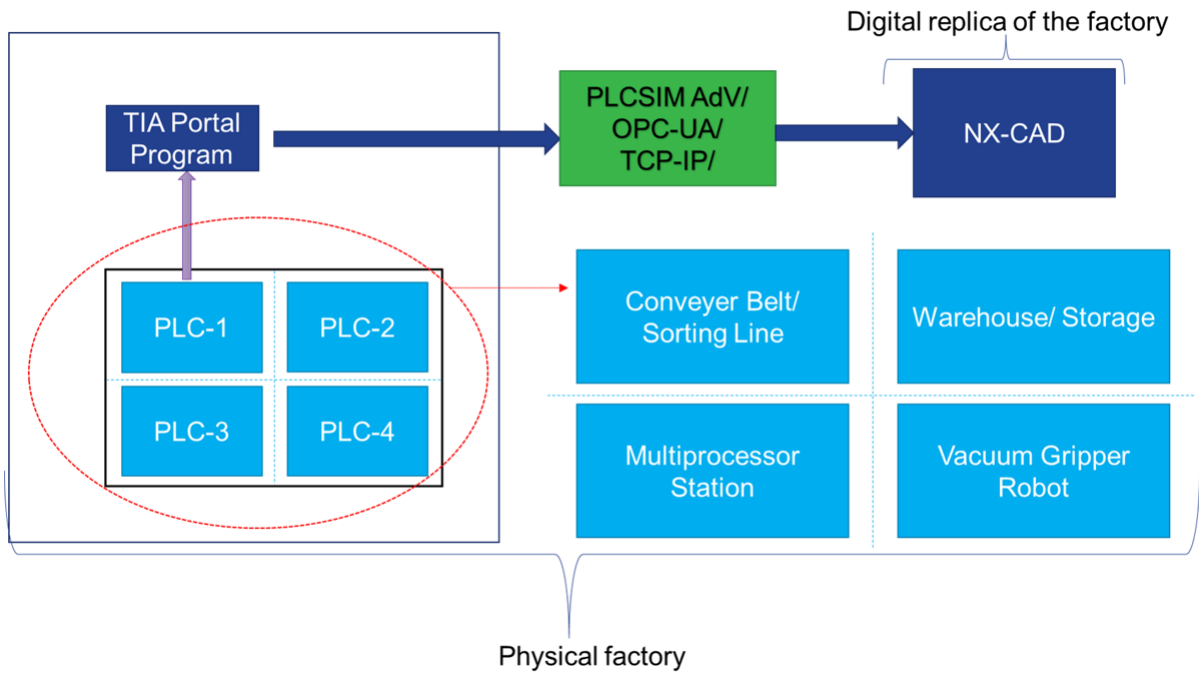 Digital replica of the factory
TIA Portal
Program
PLCSIM AdV/
OPC-UA/
TCP-IP/
NX-CAD
PLC-1
PLC-2
PLC-3
PLC-4
Conveyer Belt/
Sorting Line
Warehouse/ Storage
Multiprocessor
Station
Vacuum Gripper
Robot
Physical factory